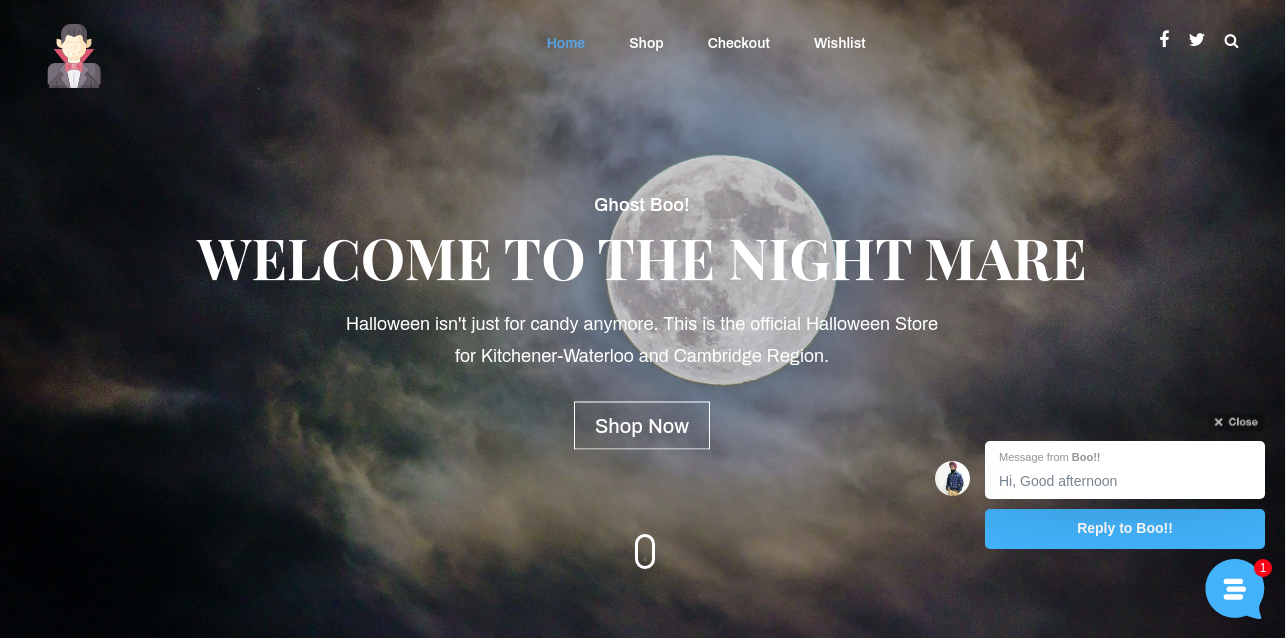 Home Shop Checkout Wishlist
Ghost Boo!
WELCOME TO THE NIGHT MARE
Halloween isn't just for candy anymore. This is the official Halloween Store
for Kitchener-Waterloo and Cambridge Region.
Shop Now
Close
Message from Boo!!
Hi, Good afternoon
Reply to Boo!!
1